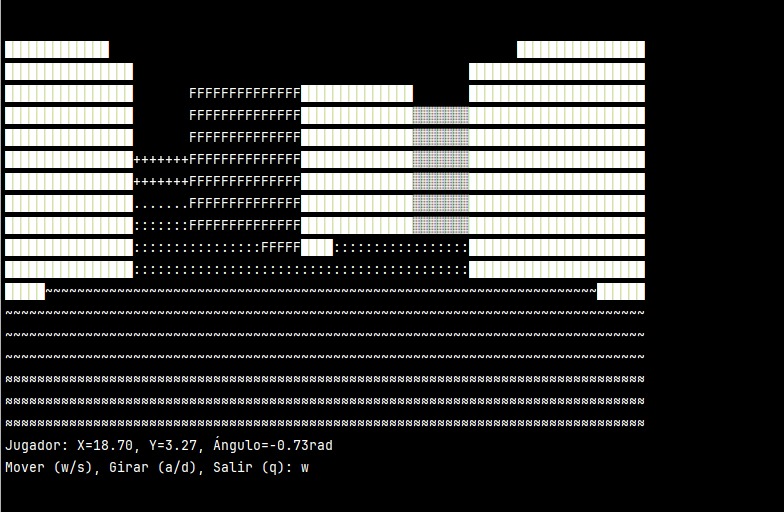 FFFFFFFFFFFFFF
FFFFFFFFFFFFFF
FFFFFFFFFFFFFF
+++++++FFFFFFFFFFFFFF
+++++++FFFFFFFFFFFFFF
.......FFFFFFFFFFFFFF
:::::::FFFFFFFFFFFFFF
::::::::::::::::FFFFF :::::::::::::::::
::::::::::::::::::::::::::::::::::::::::::
~~~~~~~~~~~~~~~~~~~~~~~~~~~~~~~~~~~~~~~~~~~~~~~~~~~~~~~~~~~~~~~~~~~~~
~~~~~~~~~~~~~~~~~~~~~~~~~~~~~~~~~~~~~~~~~~~~~~~~~~~~~~~~~~~~~~~~~~~~~~~~~~~~~~~~
~~~~~~~~~~~~~~~~~~~~~~~~~~~~~~~~~~~~~~~~~~~~~~~~~~~~~~~~~~~~~~~~~~~~~~~~~~~~~~~~
~~~~~~~~~~~~~~~~~~~~~~~~~~~~~~~~~~~~~~~~~~~~~~~~~~~~~~~~~~~~~~~~~~~~~~~~~~~~~~~~
≈≈≈≈≈≈≈≈≈≈≈≈≈≈≈≈≈≈≈≈≈≈≈≈≈≈≈≈≈≈≈≈≈≈≈≈≈≈≈≈≈≈≈≈≈≈≈≈≈≈≈≈≈≈≈≈≈≈≈≈≈≈≈≈≈≈≈≈≈≈≈≈≈≈≈≈≈≈≈≈
≈≈≈≈≈≈≈≈≈≈≈≈≈≈≈≈≈≈≈≈≈≈≈≈≈≈≈≈≈≈≈≈≈≈≈≈≈≈≈≈≈≈≈≈≈≈≈≈≈≈≈≈≈≈≈≈≈≈≈≈≈≈≈≈≈≈≈≈≈≈≈≈≈≈≈≈≈≈≈≈
≈≈≈≈≈≈≈≈≈≈≈≈≈≈≈≈≈≈≈≈≈≈≈≈≈≈≈≈≈≈≈≈≈≈≈≈≈≈≈≈≈≈≈≈≈≈≈≈≈≈≈≈≈≈≈≈≈≈≈≈≈≈≈≈≈≈≈≈≈≈≈≈≈≈≈≈≈≈≈≈
Jugador: X=18.70, Y=3.27, Ángulo=-0.73rad
Mover (w/s), Girar (a/d), Salir (q): w